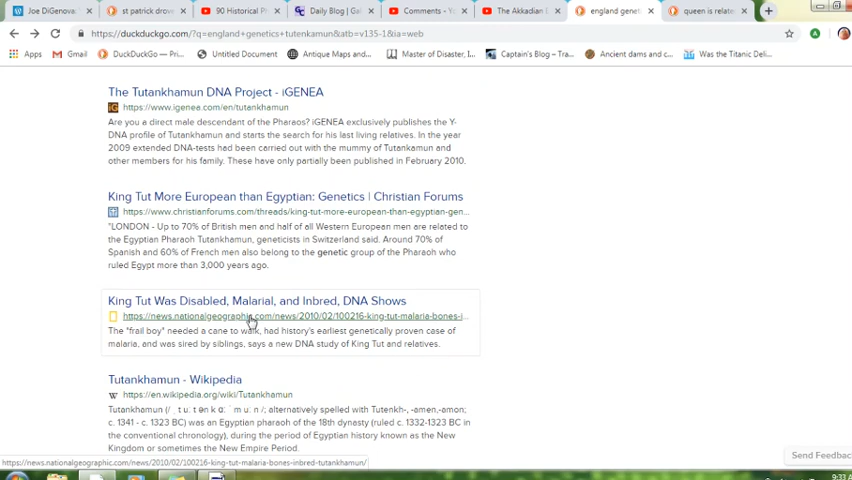 Joe DiGenova:
st patrick drow
90 Historical P
Daily Blog | Gal
Comments - Yo
The Akkadian
england genet
queen is relate
https://duckduckgo.com/?q=england+genetics+tutenkamun&atb=v135-1&ia=web
Apps
Gmail
DuckDuckGo — Pri...
Untitled Document
Antique Maps and...
Master of Disaster, I...
Captain's Blog – Tra...
Ancient dams and c...
Was the Titanic Deli...
The Tutankhamun DNA Project - iGENEA
https://www.igenea.com/en/tutankhamun
Are you a direct male descendant of the Pharaos? iGENEA exclusively publishes the Y-
DNA profile of Tutankhamun and starts the search for his last living relatives. In the year
2009 extended DNA-tests had been carried out with the mummy of Tutankamun and
other members for his family. These have only partially been published in February 2010.
King Tut More European than Egyptian: Genetics | Christian Forums
https://www.christianforums.com/threads/king-tut-more-european-than-egyptian-gen...
"LONDON - Up to 70% of British men and half of all Western European men are related to
the Egyptian Pharaoh Tutankhamun, geneticists in Switzerland said. Around 70% of
Spanish and 60% of French men also belong to the genetic group of the Pharaoh who
ruled Egypt more than 3,000 years ago.
King Tut Was Disabled, Malarial, and Inbred, DNA Shows
https://news.nationalgeographic.com/news/2010/02/100216-king-tut-malaria-bones-i...
The "frail boy" needed a cane to walk, had history's earliest genetically proven case of
malaria, and was sired by siblings, says a new DNA study of King Tut and relatives.
Tutankhamun - Wikipedia
https://en.wikipedia.org/wiki/Tutankhamun
Tutankhamun (/ ˌt uː t ən k ɑː ˈm uː n /; alternatively spelled with Tutenkh-, -amen,-amon;
c. 1341 - c. 1323 BC) was an Egyptian pharaoh of the 18th dynasty (ruled c. 1332-1323 BC
in the conventional chronology), during the period of Egyptian history known as the New
Kingdom or sometimes the New Empire Period.
Send Feedbac
https://news.nationalgeographic.com/news/2010/02/100216-king-tut-malaria-bones-inbred-tutankhamun/
9:33 A